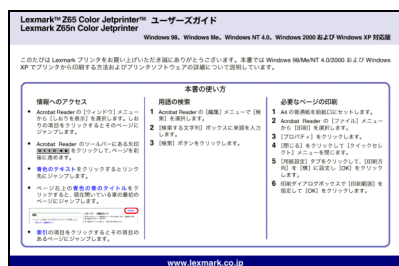 Lexmark™ Z65 Color Jetprinter™ ユーザーズガイド
Lexmark Z65n Color Jetprinter
Windows 98、Windows Me、Windows NT 4.0、Windows 2000 および Windows XP 対応版
このたびは Lexmark プリンタをお買い上げいただき誠にありがとうございます。本書では Windows 98/Me/NT 4.0/2000 および Windows
XP でプリンタから印刷する方法およびプリンタソフトウェアの詳細について説明しています。
本書の使い方
情報へのアクセス
• Acrobat Reader の [ウィンドウ] メニュー
から [しおりを表示] を選択します。しお
りの項目をクリックするとそのページに
ジャンプします。
• Acrobat Reader のツールバーにある矢印
をクリックして、ページを前
後に進めます。
• 青色のテキストをクリックするとリンク
先にジャンプします。
• ページ右上の青色の章のタイトルをク
リックすると、現在開いている章の最初の
ページにジャンプします。
• 索引の項目をクリックするとその項目の
あるページにジャンプします。
用語の検索
1 Acrobat Reader の [編集] メニューで [検
索] を選択します。
2 [検索する文字列] ボックスに単語を入力
します。
3 [検索] ボタンをクリックします。
必要なページの印刷
1 A4 の普通紙を給紙口にセットします。
2 Acrobat Reader の [ファイル] メニュー
から [印刷] を選択します。
3 [プロパティ] をクリックします。
4 [閉じる] をクリックして [クイックセレ
クト] メニューを閉じます。
5 [用紙設定] タブをクリックして、[印刷方
向] を [横] に設定し [OK] をクリック
します。
6 印刷ダイアログボックスで [印刷範囲] を
指定して [OK] をクリックします。
www.lexmark.co.jp